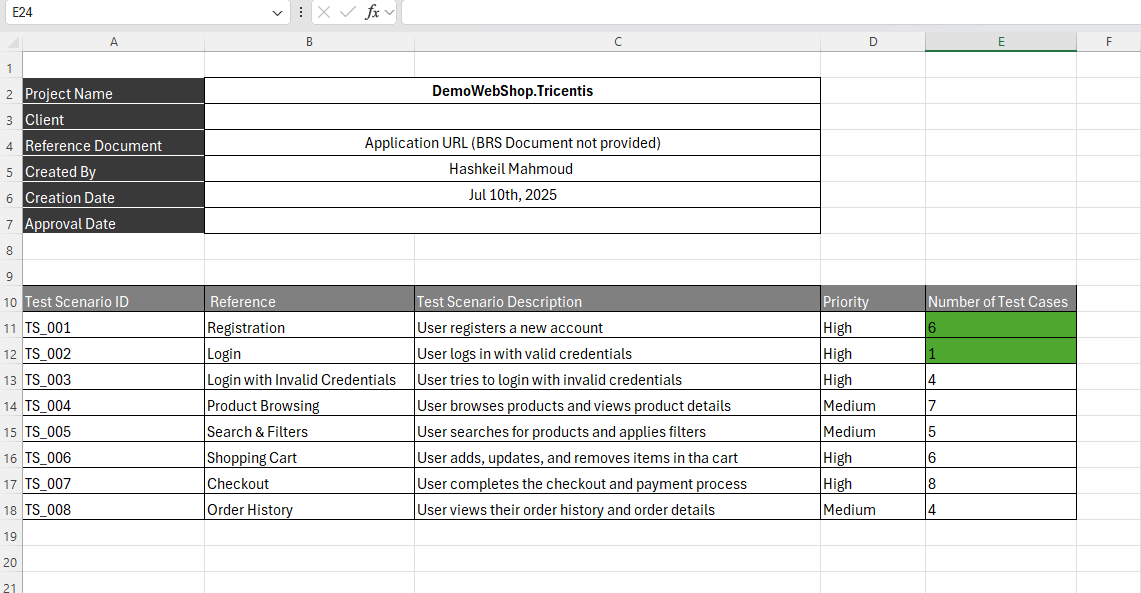 E24 fx
A B C D E F
1
2 Project Name DemoWebShop.Tricentis
3 Client
4 Reference Document Application URL (BRS Document not provided)
5 Created By Hashkeil Mahmoud
6 Creation Date Jul 10th, 2025
7 Approval Date
8
9
10 Test Scenario ID Reference Test Scenario Description Priority Number of Test Cases
11 TS_001 Registration User registers a new account High 6
12 TS_002 Login User logs in with valid credentials High 1
13 TS_003 Login with Invalid Credentials User tries to login with invalid credentials High 4
14 TS_004 Product Browsing User browses products and views product details Medium 7
15 TS_005 Search & Filters User searches for products and applies filters Medium 5
16 TS_006 Shopping Cart User adds, updates, and removes items in tha cart High 6
17 TS_007 Checkout User completes the checkout and payment process High 8
18 TS_008 Order History User views their order history and order details Medium 4
19
20
21